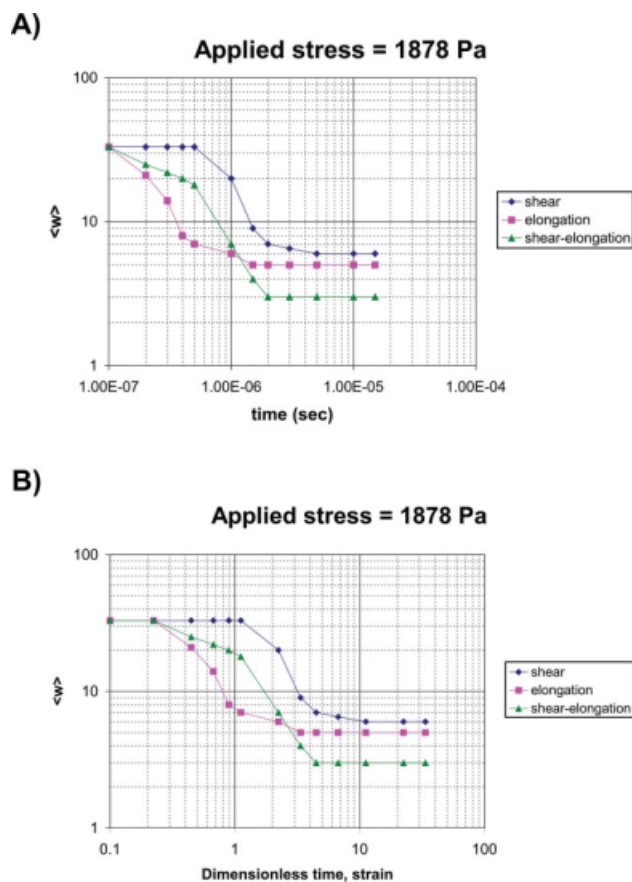 A)
Applied stress = 1878 Pa
100
10
1
<w>
1.00E-07 1.00E-06 1.00E-05 1.00E-04
time (sec)
shear
elongation
shear-elongation
B)
Applied stress = 1878 Pa
100
10
1
<w>
0.1 1 10 100
Dimensionless time, strain
shear
elongation
shear-elongation